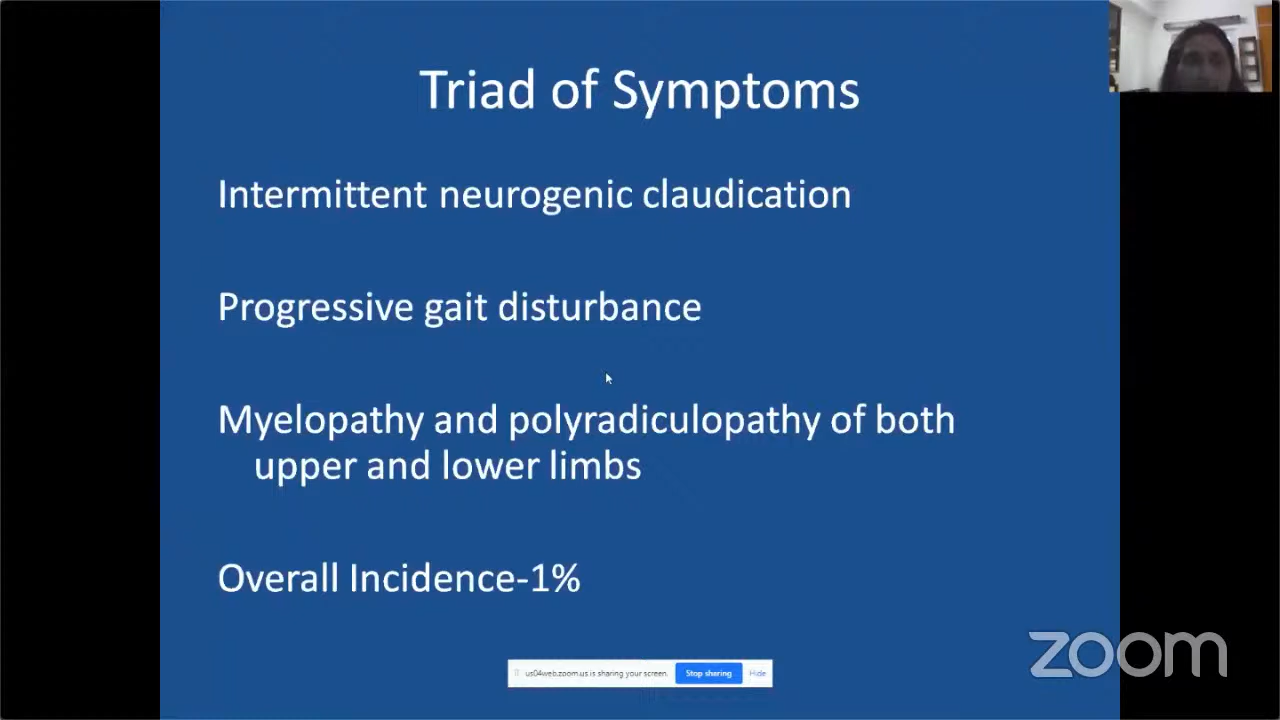 Triad of Symptoms
Intermittent neurogenic claudication
Progressive gait disturbance
Myelopathy and polyradiculopathy of both
upper and lower limbs
Overall Incidence-1%
zoom
us04web.zoom.us is sharing your screen.
Stop sharing
Hide